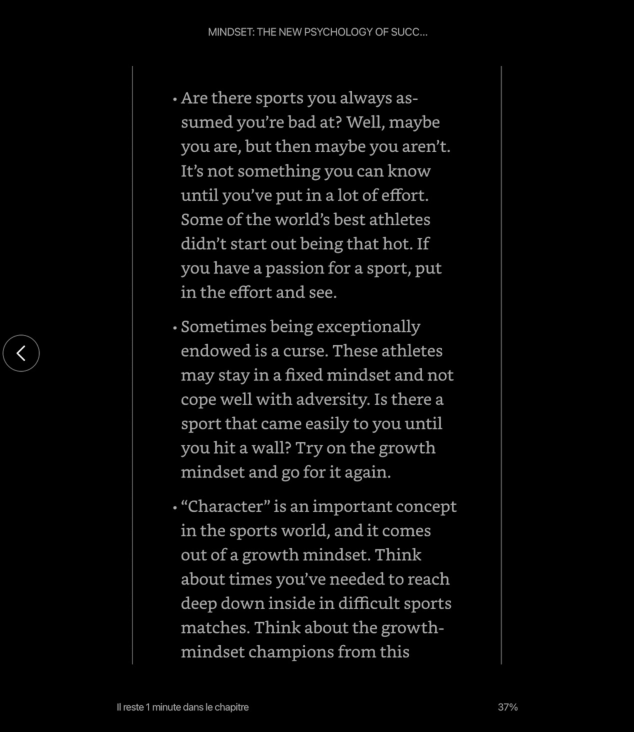 MINDSET: THE NEW PSYCHOLOGY OF SUCC...
• Are there sports you always as-
sumed you’re bad at? Well, maybe
you are, but then maybe you aren’t.
It’s not something you can know
until you’ve put in a lot of effort.
Some of the world’s best athletes
didn’t start out being that hot. If
you have a passion for a sport, put
in the effort and see.
• Sometimes being exceptionally
endowed is a curse. These athletes
may stay in a fixed mindset and not
cope well with adversity. Is there a
sport that came easily to you until
you hit a wall? Try on the growth
mindset and go for it again.
• “Character” is an important concept
in the sports world, and it comes
out of a growth mindset. Think
about times you’ve needed to reach
deep down inside in difficult sports
matches. Think about the growth-
mindset champions from this
Il reste 1 minute dans le chapitre
37%